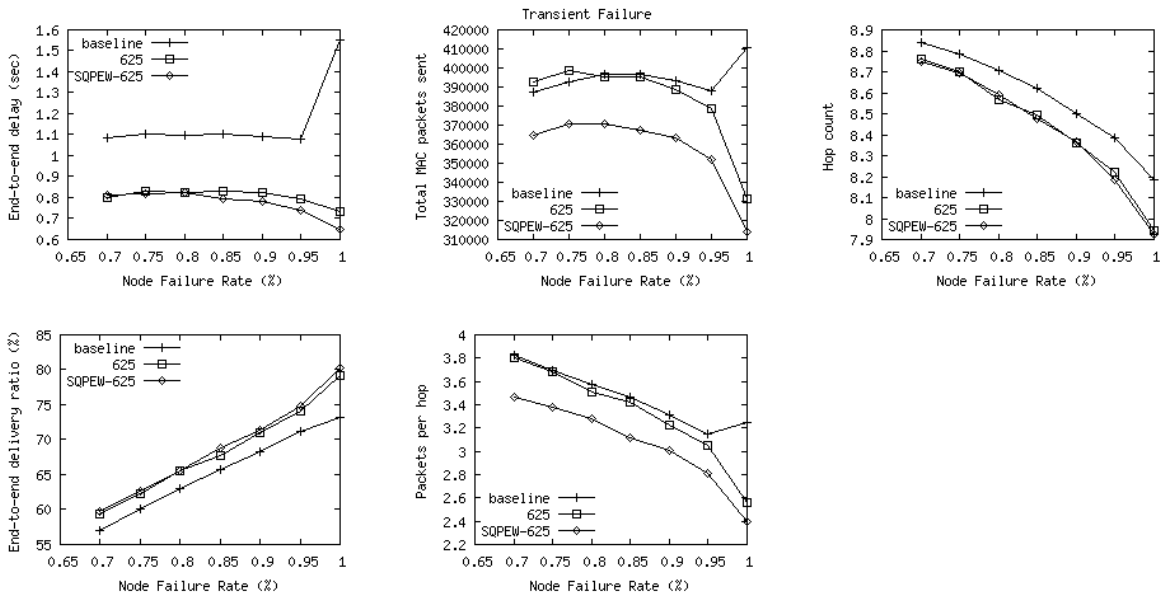 Transient Failure
End-to-end delay (sec)
1.6
1.5
1.4
1.3
1.2
1.1
1
0.9
0.8
0.7
0.6
baseline
625
SQPEW-625
0.65 0.7 0.75 0.8 0.85 0.9 0.95 1
Node Failure Rate (%)
Total MAC packets sent
420000
410000
400000
390000
380000
370000
360000
350000
340000
330000
320000
310000
baseline
625
SQPEW-625
0.65 0.7 0.75 0.8 0.85 0.9 0.95 1
Node Failure Rate (%)
Hop count
8.9
8.8
8.7
8.6
8.5
8.4
8.3
8.2
8.1
8
7.9
baseline
625
SQPEW-625
0.65 0.7 0.75 0.8 0.85 0.9 0.95 1
Node Failure Rate (%)
End-to-end delivery ratio (%)
85
80
75
70
65
60
55
baseline
625
SQPEW-625
0.65 0.7 0.75 0.8 0.85 0.9 0.95 1
Node Failure Rate (%)
Packets per hop
4
3.8
3.6
3.4
3.2
3
2.8
2.6
2.4
2.2
baseline
625
SQPEW-625
0.65 0.7 0.75 0.8 0.85 0.9 0.95 1
Node Failure Rate (%)